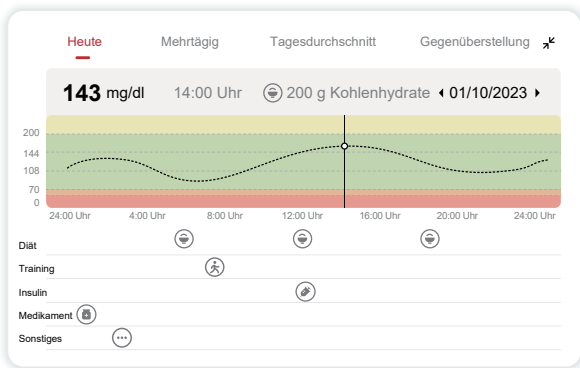 Heute Mehrtägig Tagesdurchschnitt Gegenüberstellung
143 mg/dl 14:00 Uhr 200 g Kohlenhydrate 01/10/2023
200
144
108
70
0
24:00 Uhr 4:00 Uhr 8:00 Uhr 12:00 Uhr 16:00 Uhr 20:00 Uhr 24:00 Uhr
Diät
Training
Insulin
Medikament
Sonstiges